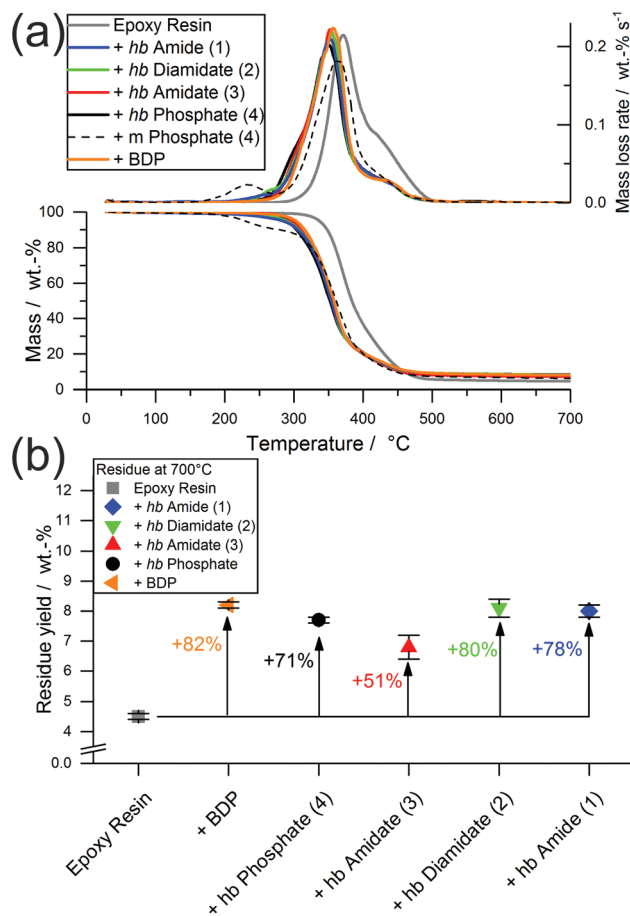 (a)
Epoxy Resin
+ hb Amide (1)
+ hb Diamidate (2)
+ hb Amidate (3)
+ hb Phosphate (4)
+ m Phosphate (4)
+ BDP
0.2
0.1
0.0
Mass loss rate / wt.-% s⁻¹
100
80
60
40
20
0
Mass / wt.-%
0 100 200 300 400 500 600 700
Temperature / °C
(b)
Residue at 700°C
Epoxy Resin
+ hb Amide (1)
+ hb Diamidate (2)
+ hb Amidate (3)
+ hb Phosphate
+ BDP
12
11
10
9
8
7
6
5
4
0.0
Residue yield / wt.-%
+82%
+71%
+51%
+80%
+78%
Epoxy Resin
+ BDP
+ hb Phosphate (4)
+ hb Amidate (3)
+ hb Diamidate (2)
+ hb Amide (1)